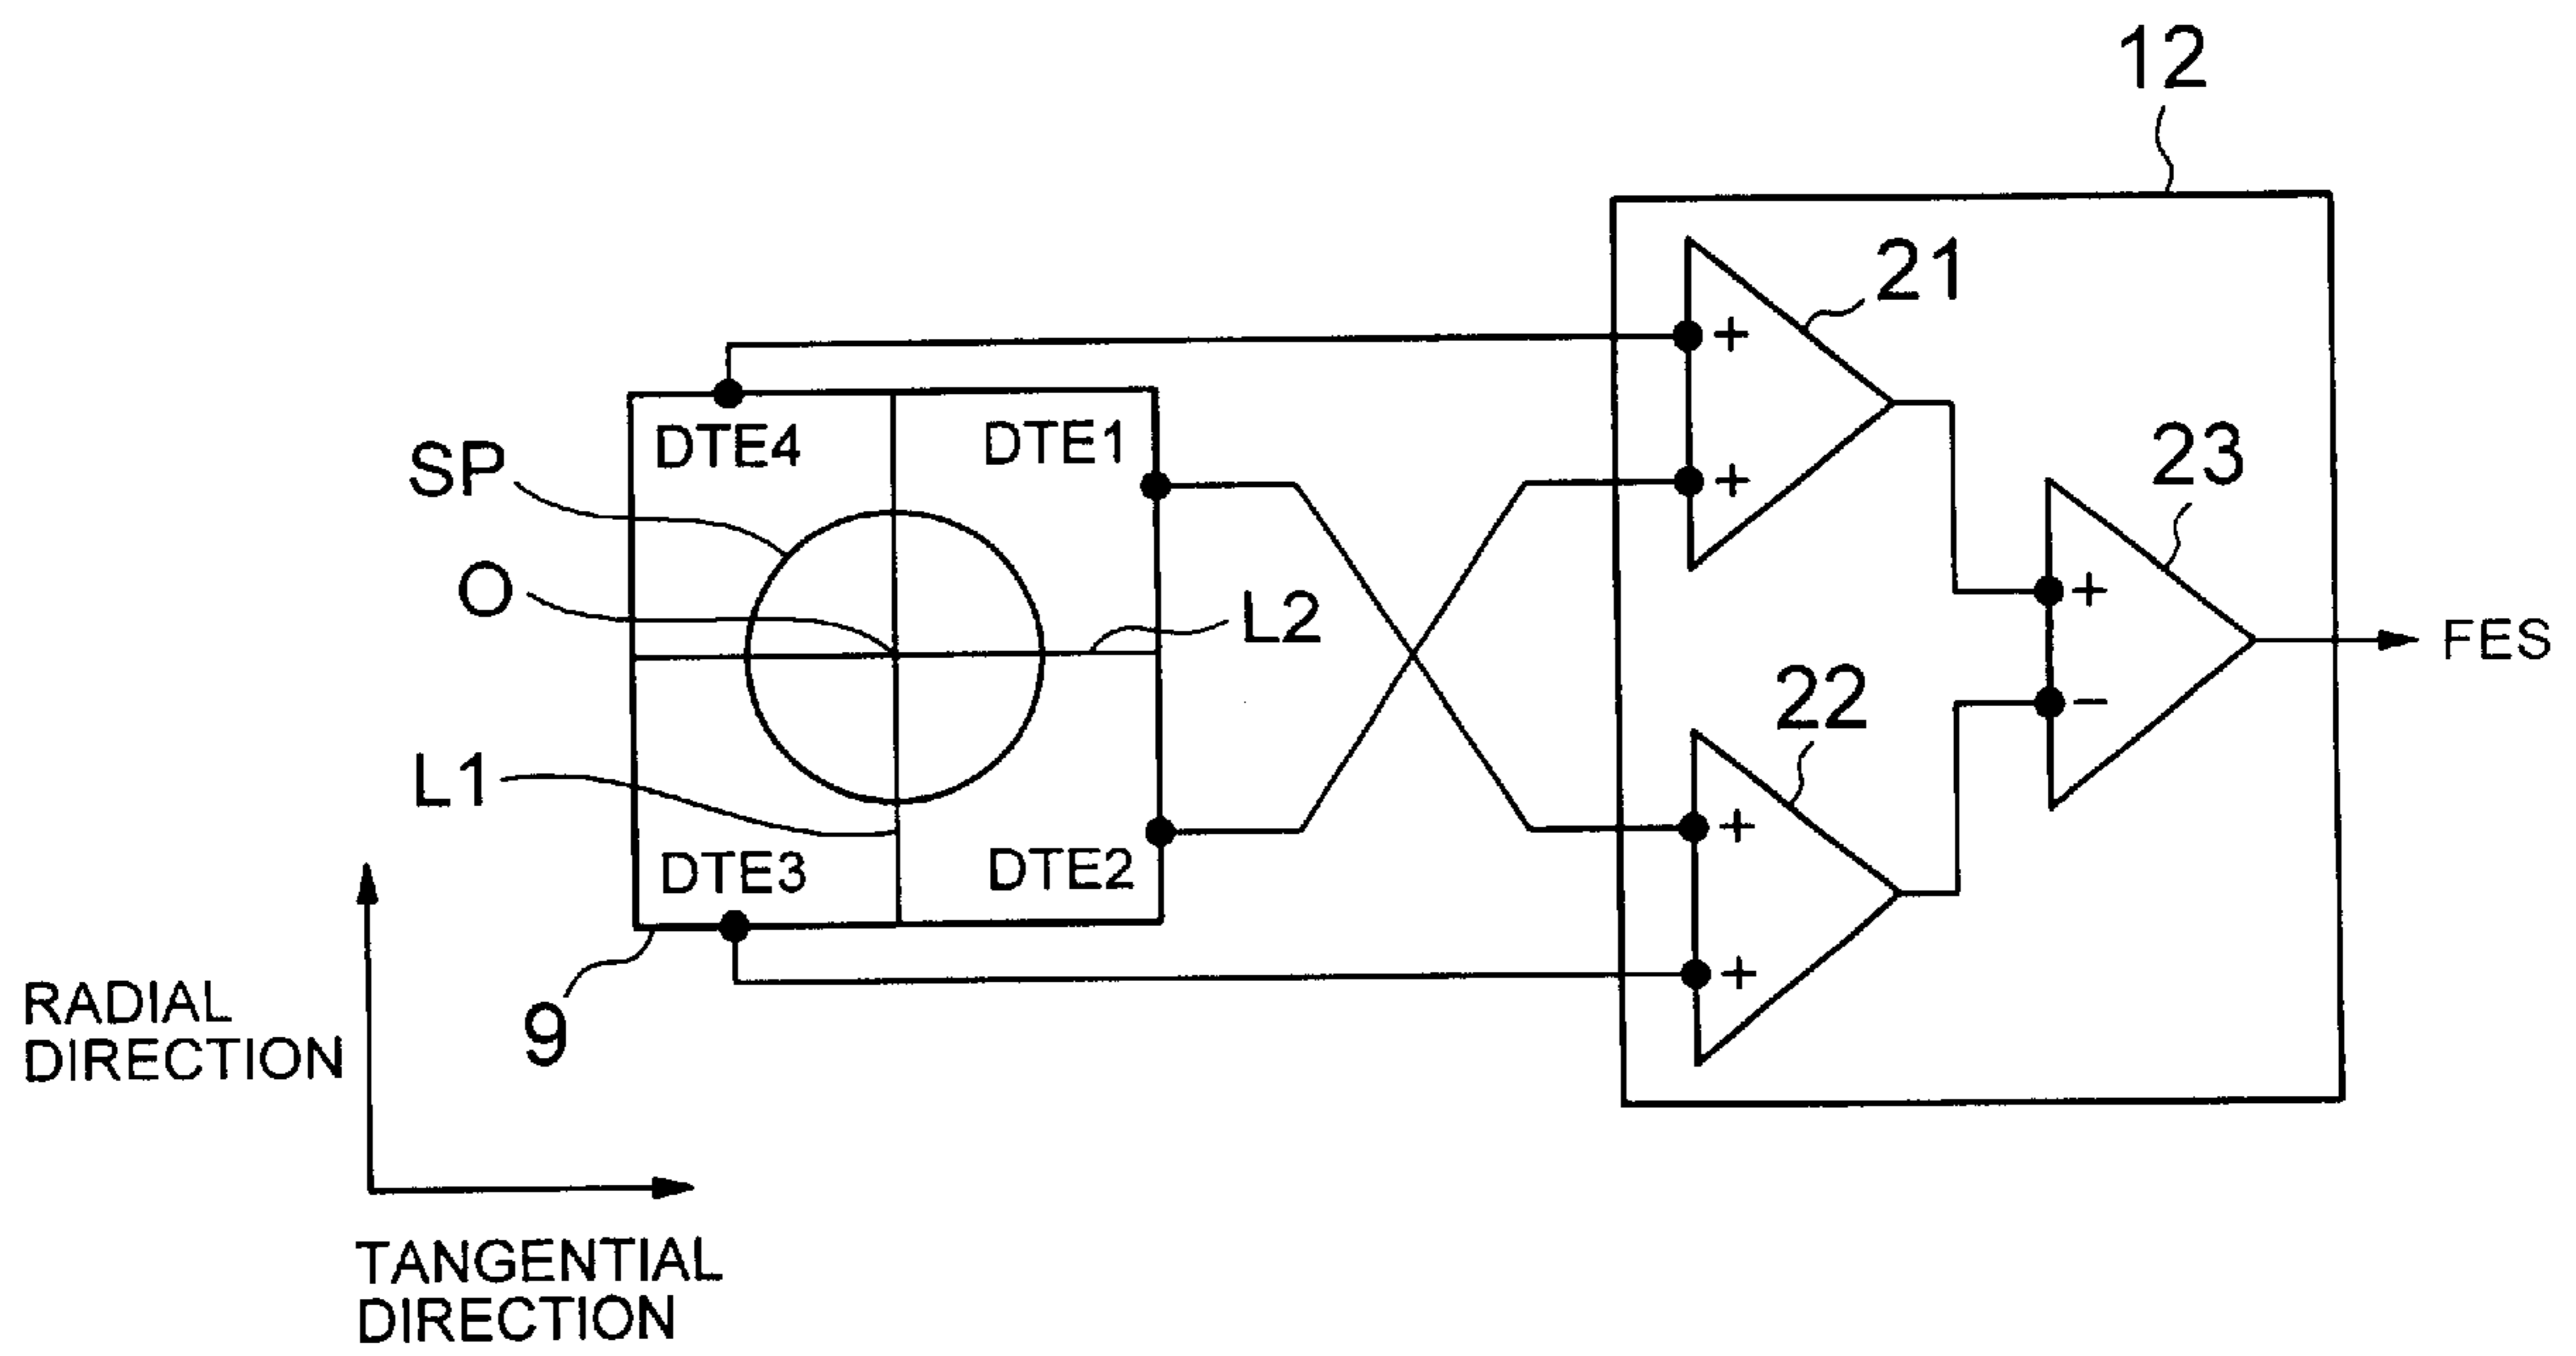 12
21
+
DTE4
DTE1
SP
23
+
O
+
L2
FES
22
−
L1
+
DTE3
DTE2
+
9
RADIAL
DIRECTION
TANGENTIAL
DIRECTION